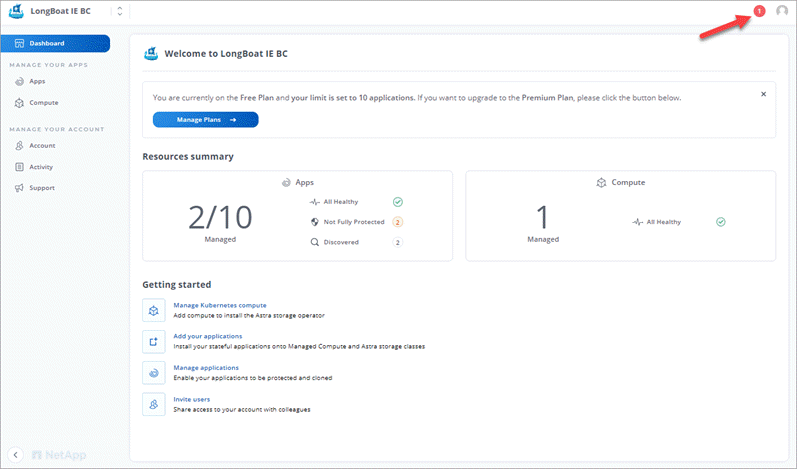 LongBoat IE BC
1
Dashboard
MANAGE YOUR APPS
Apps
Compute
MANAGE YOUR ACCOUNT
Account
Activity
Support
NetApp
Welcome to LongBoat IE BC
You are currently on the Free Plan and your limit is set to 10 applications. If you want to upgrade to the Premium Plan, please click the button below.
Manage Plans
Resources summary
Apps
2/10
Managed
All Healthy
Not Fully Protected 2
Discovered 2
Compute
1
Managed
All Healthy
Getting started
Manage Kubernetes compute
Add compute to install the Astra storage operator
Add your applications
Install your stateful applications onto Managed Compute and Astra storage classes
Manage applications
Enable your applications to be protected and cloned
Invite users
Share access to your account with colleagues